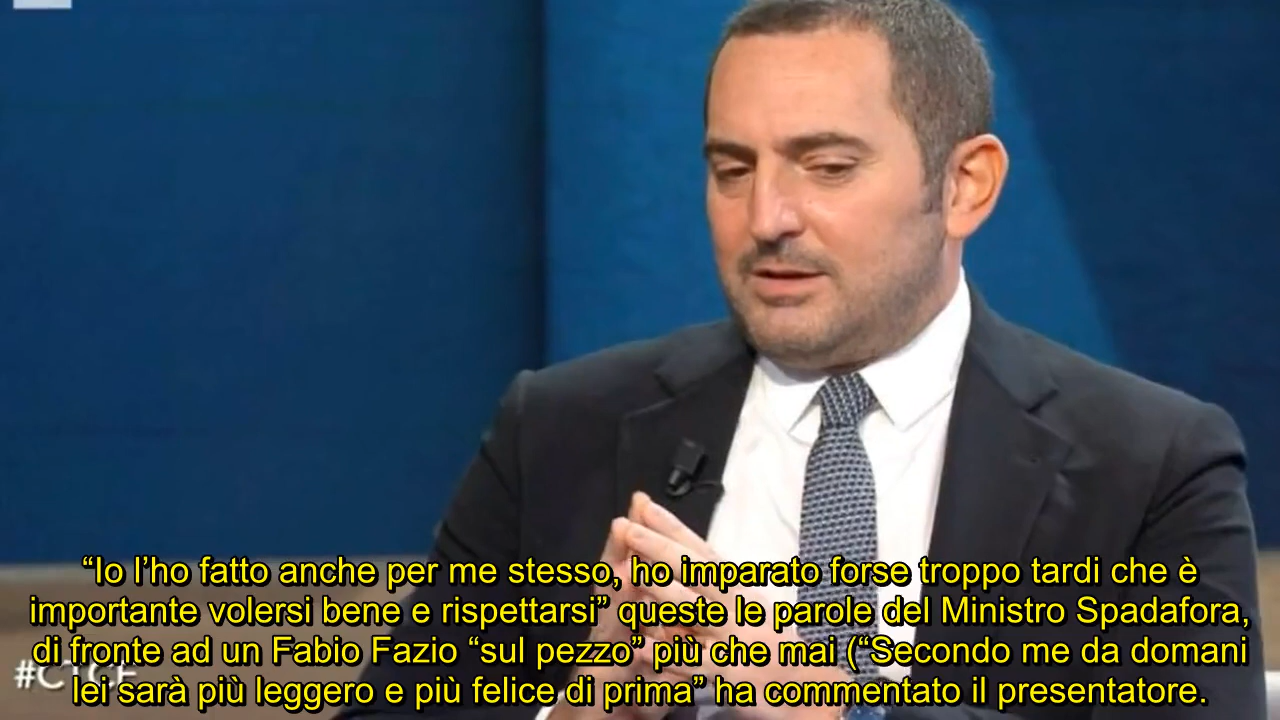 “Io l’ho fatto anche per me stesso, ho imparato forse troppo tardi che è
importante volersi bene e rispettarsi” queste le parole del Ministro Spadafora,
di fronte ad un Fabio Fazio “sul pezzo” più che mai (“Secondo me da domani
#CTCF
lei sarà più leggero e più felice di prima” ha commentato il presentatore.